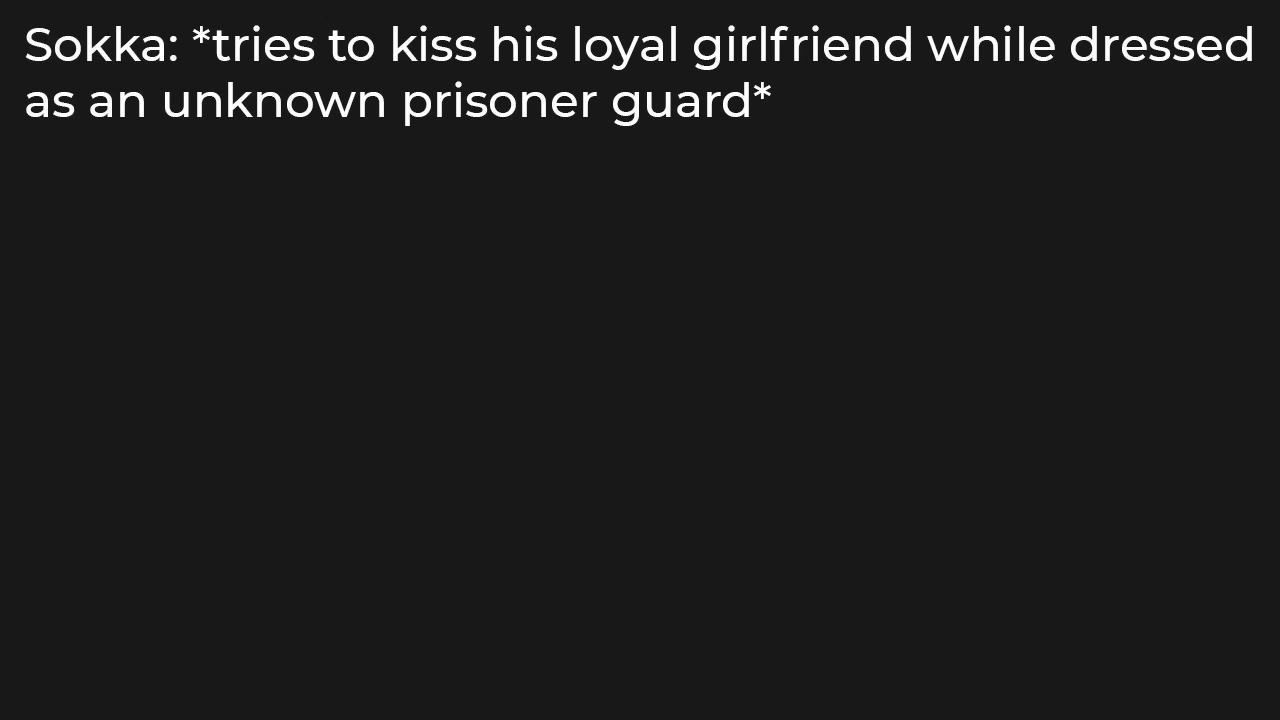 Sokka: *tries to kiss his loyal girlfriend while dressed
as an unknown prisoner guard*